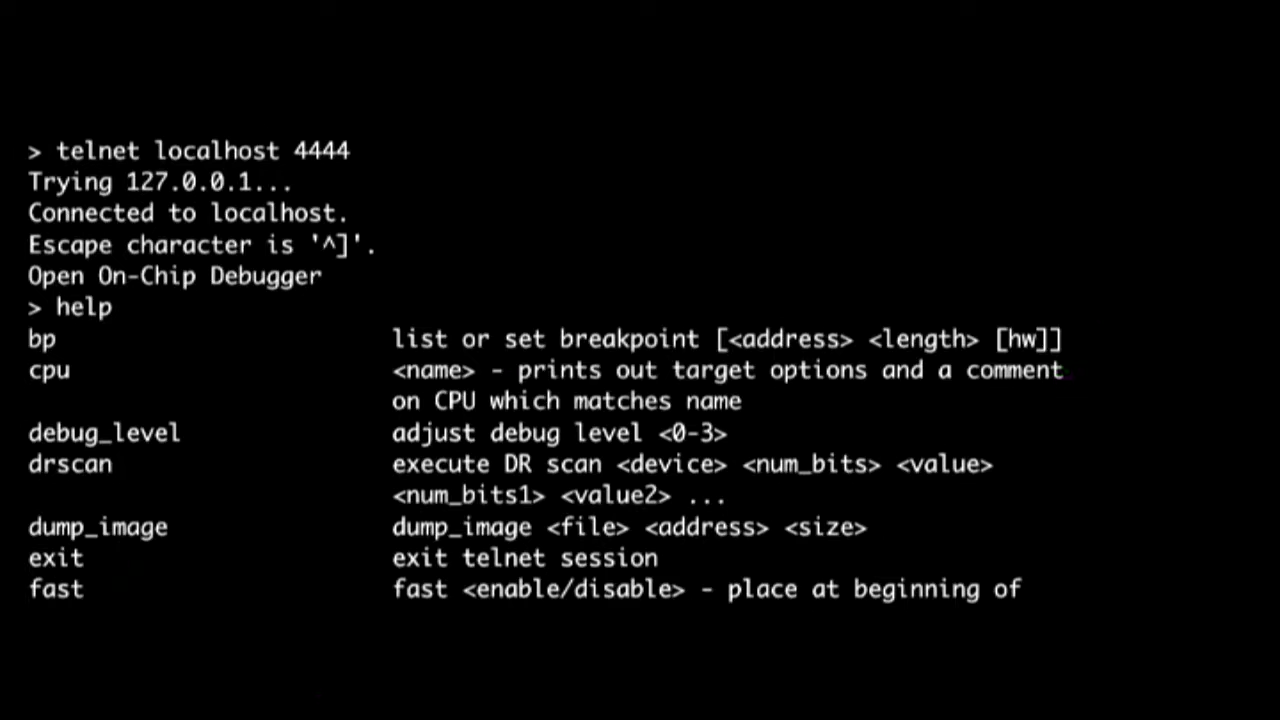 > telnet localhost 4444
Trying 127.0.0.1...
Connected to localhost.
Escape character is '^]'.
Open On-Chip Debugger
> help
bp list or set breakpoint [<address> <length> [hw]]
cpu <name> - prints out target options and a comment
on CPU which matches name
debug_level adjust debug level <0-3>
drscan execute DR scan <device> <num_bits> <value>
<num_bits1> <value2> ...
dump_image dump_image <file> <address> <size>
exit exit telnet session
fast fast <enable/disable> - place at beginning of